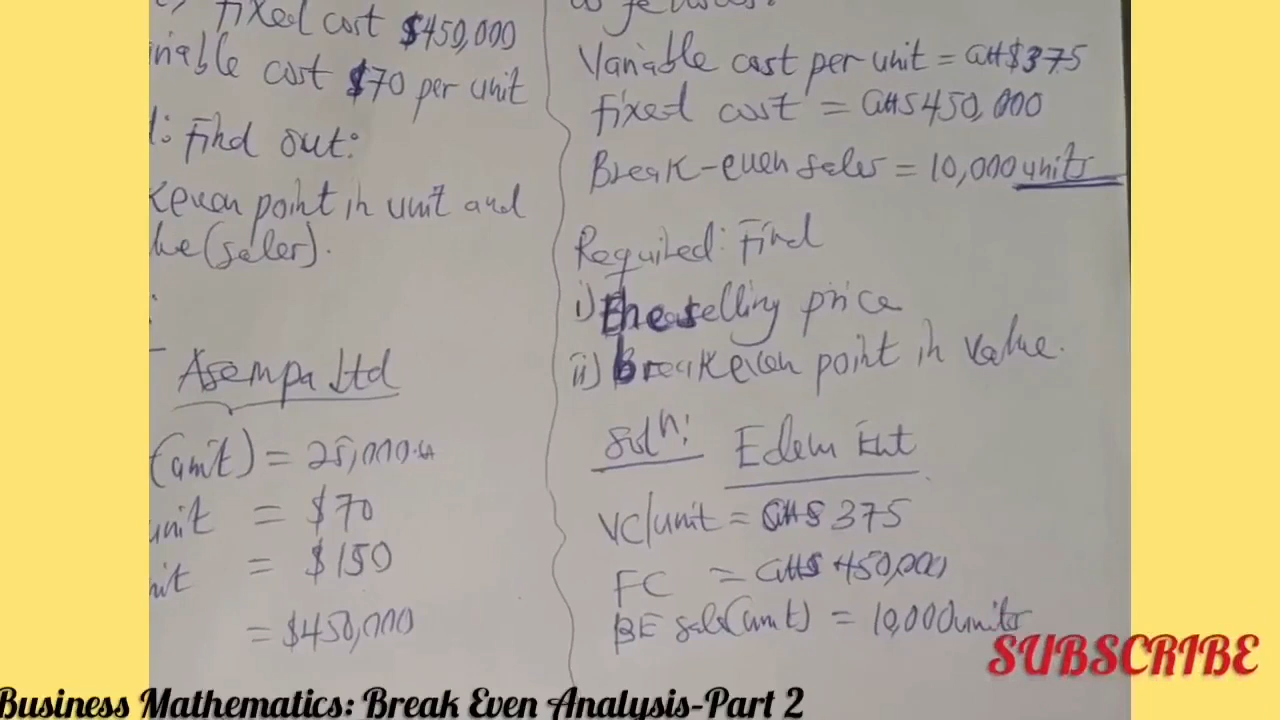 fixed cost $450,000
cost $70 per unit
Find out:
point in unit and
(sales).
Asempa Ltd
(unit) = 25,000
unit = $70
= $150
= $450,000
Variable cost per unit = GH$375
fixed cost = GH$450,000
Break-even sales = 10,000 units
Required: Find
i) The selling price
ii) Break even point in value.
Soln: Edem Ent
VC/unit = GH$ 375
FC = GH$ 450,000
BE sales(unit) = 10,000 units
SUBSCRIBE
Business Mathematics: Break Even Analysis-Part 2